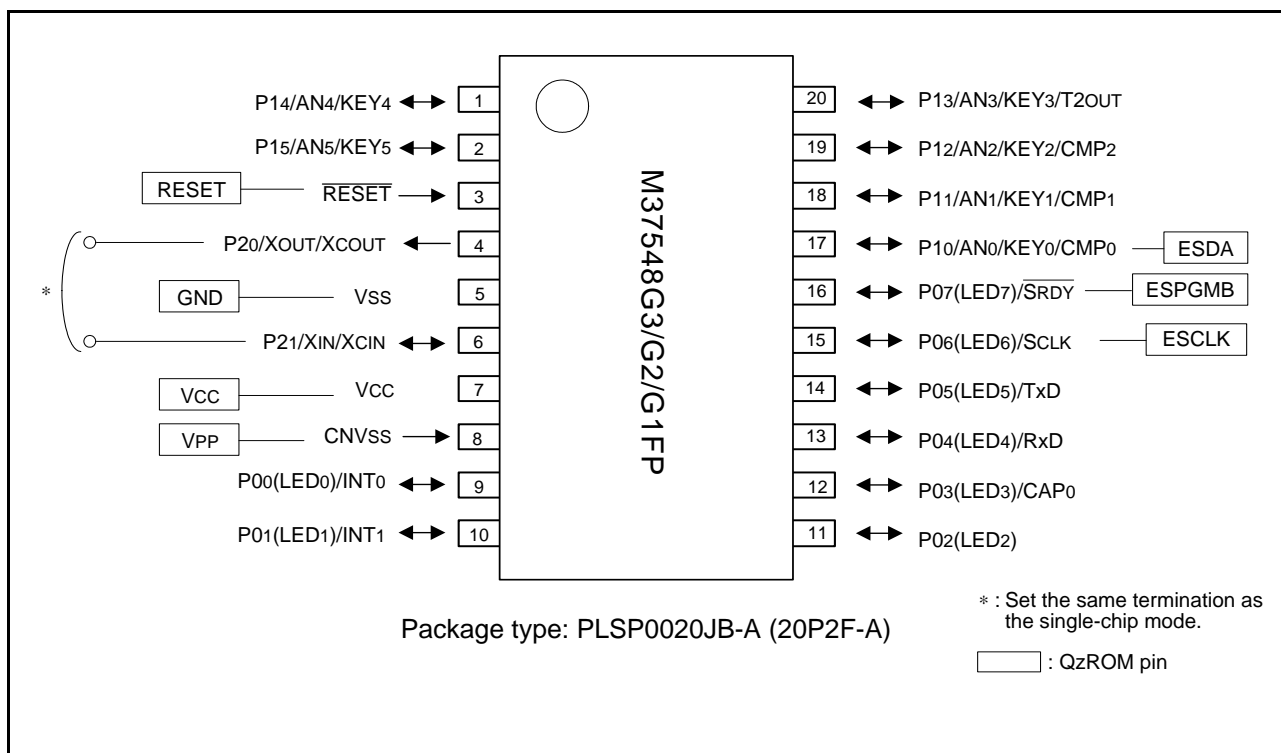 P14/AN4/KEY4
1
20
P13/AN3/KEY3/T2OUT
P15/AN5/KEY5
2
19
P12/AN2/KEY2/CMP2
RESET
RESET
3
18
P11/AN1/KEY1/CMP1
P20/XOUT/XCOUT
4
17
P10/AN0/KEY0/CMP0
ESDA
*
GND
VSS
5
16
P07(LED7)/SRDY
ESPGMB
P21/XIN/XCIN
6
15
P06(LED6)/SCLK
ESCLK
VCC
VCC
7
14
P05(LED5)/TxD
VPP
CNVSS
8
13
P04(LED4)/RxD
P00(LED0)/INT0
9
12
P03(LED3)/CAP0
P01(LED1)/INT1
10
11
P02(LED2)
M37548G3/G2/G1FP
Package type: PLSP0020JB-A (20P2F-A)
* : Set the same termination as
the single-chip mode.
: QzROM pin